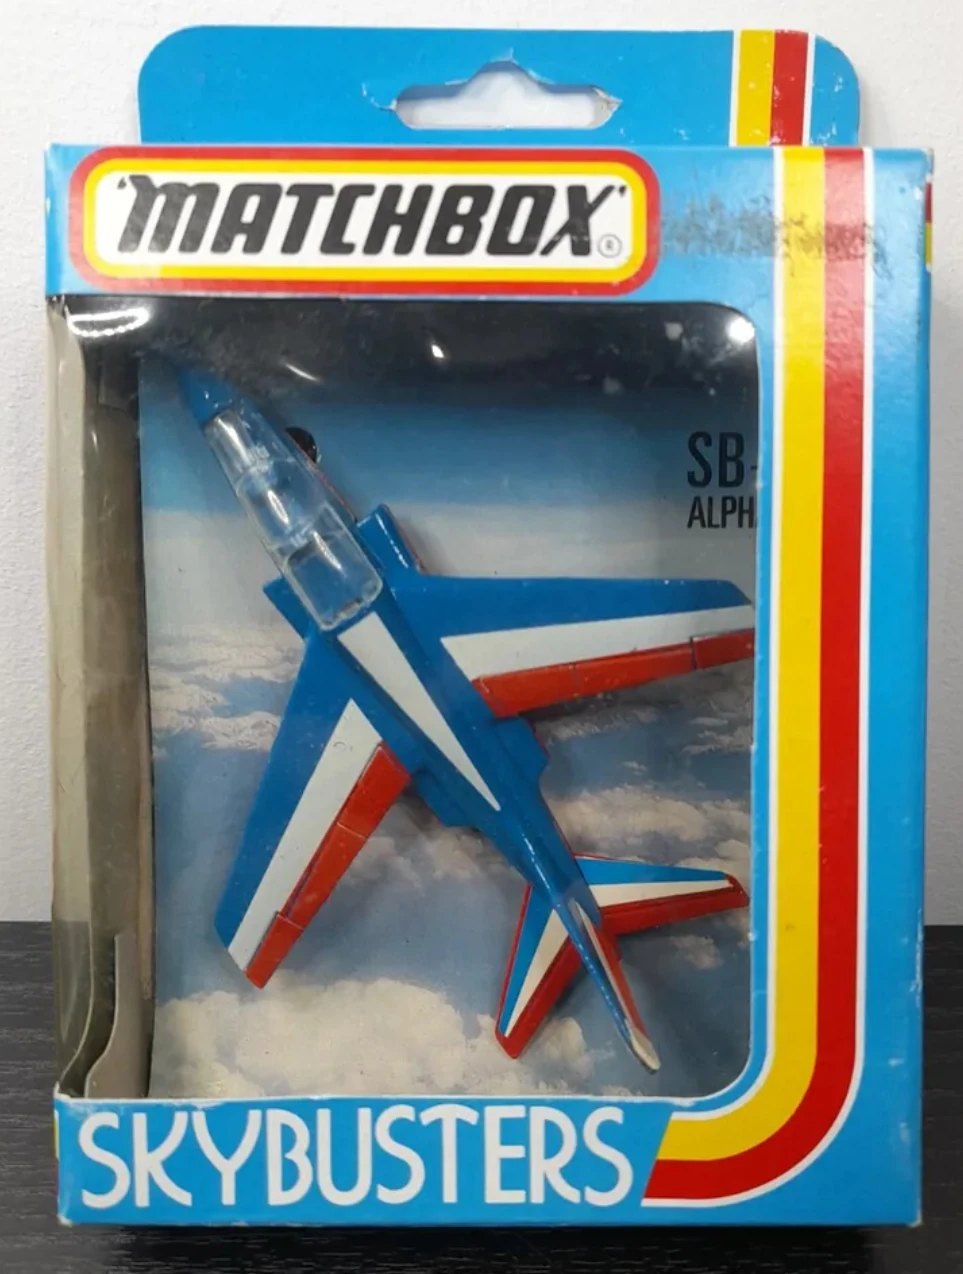 "MATCHBOX"®
SB-
ALPH
SKYBUSTERS